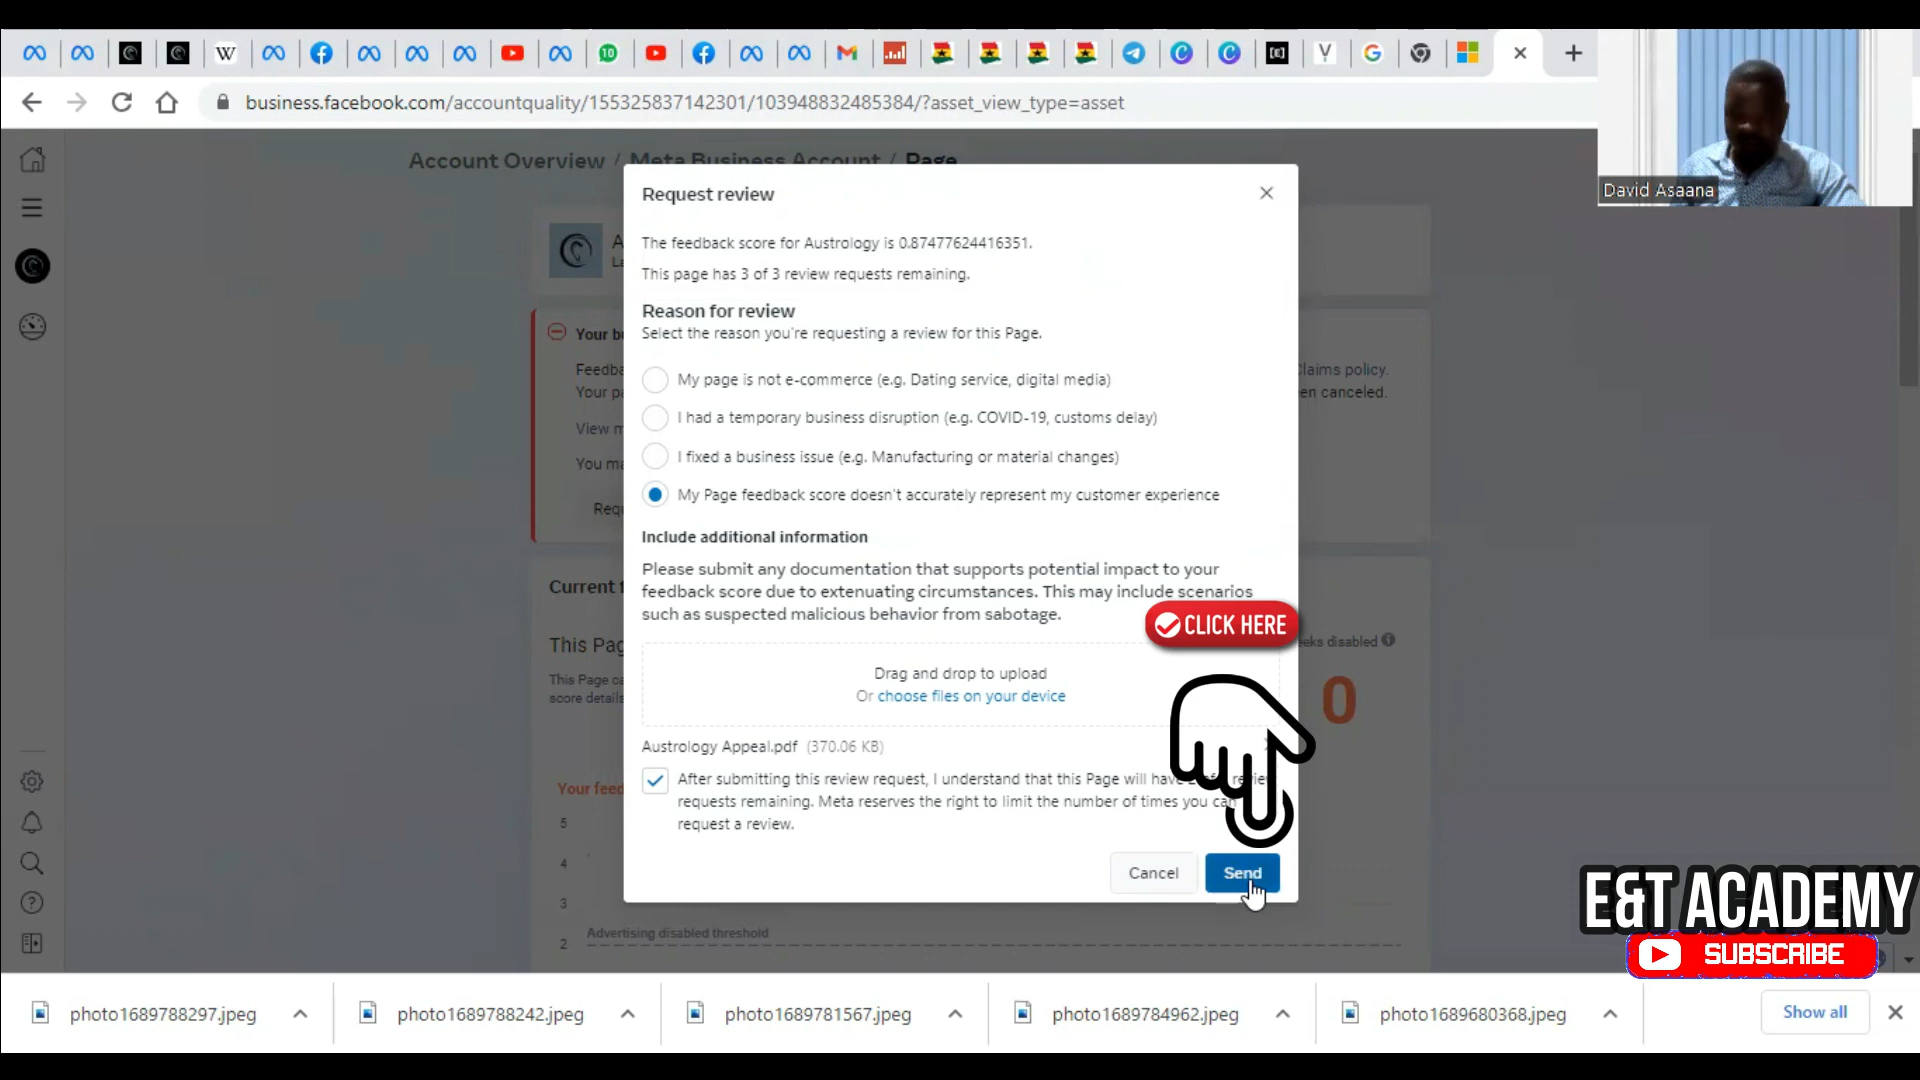 business.facebook.com/accountquality/155325837142301/103948832485384/?asset_view_type=asset
David Asaana
Account Overview / Meta Business Account / Page
Request review
The feedback score for Austrology is 0.87477624416351.
This page has 3 of 3 review requests remaining.
Reason for review
Select the reason you're requesting a review for this Page.
My page is not e-commerce (e.g. Dating service, digital media)
I had a temporary business disruption (e.g. COVID-19, customs delay)
I fixed a business issue (e.g. Manufacturing or material changes)
My Page feedback score doesn't accurately represent my customer experience
Include additional information
Please submit any documentation that supports potential impact to your
feedback score due to extenuating circumstances. This may include scenarios
such as suspected malicious behavior from sabotage.
CLICK HERE
Drag and drop to upload
Or choose files on your device
Austrology Appeal.pdf (370.06 KB)
After submitting this review request, I understand that this Page will have
requests remaining. Meta reserves the right to limit the number of times you can
request a review.
Cancel
Send
Your b
Feedba
Claims policy.
Your pa
en canceled.
View m
You ma
Requ
Current f
This Pag
This Page ca
score details
eks disabled
0
Your feed
5
4
3
2
Advertising disabled threshold
E&T ACADEMY
SUBSCRIBE
photo1689788297.jpeg
photo1689788242.jpeg
photo1689781567.jpeg
photo1689784962.jpeg
photo1689680368.jpeg
Show all